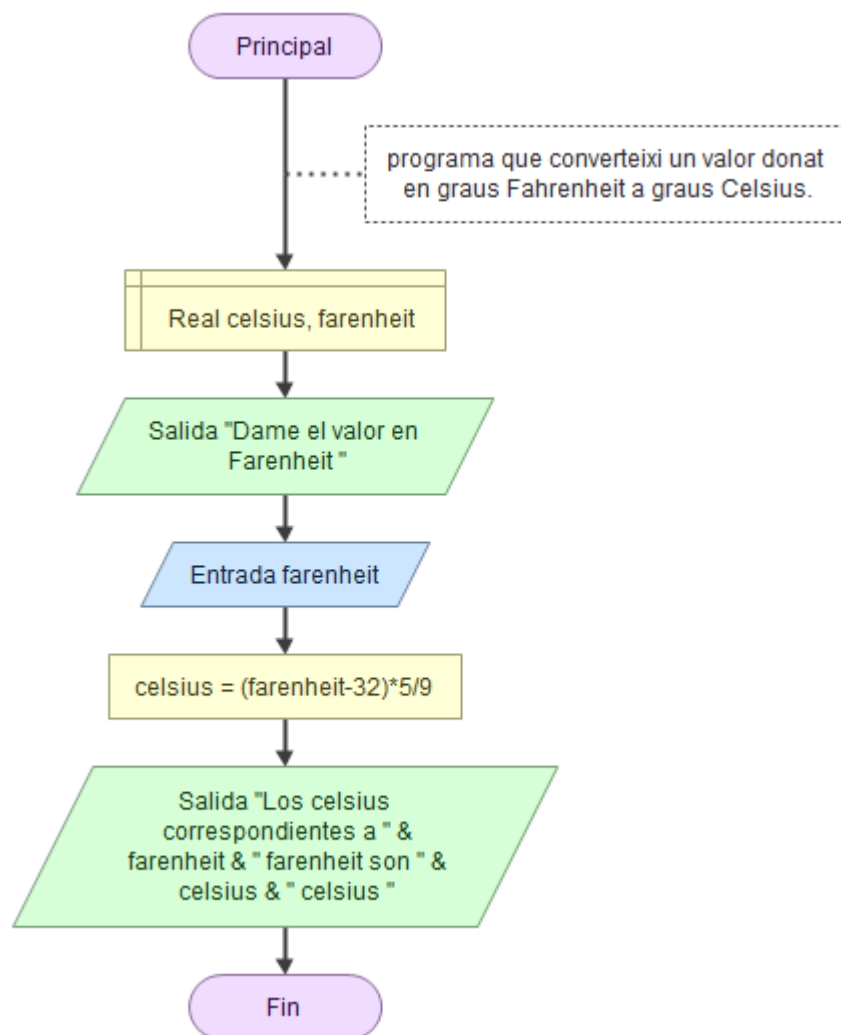 Principal
programa que converteixi un valor donat
en graus Fahrenheit a graus Celsius.
Real celsius, farenheit
Salida "Dame el valor en
Farenheit "
Entrada farenheit
celsius = (farenheit-32)*5/9
Salida "Los celsius
correspondientes a " &
farenheit & " farenheit son " &
celsius & " celsius "
Fin